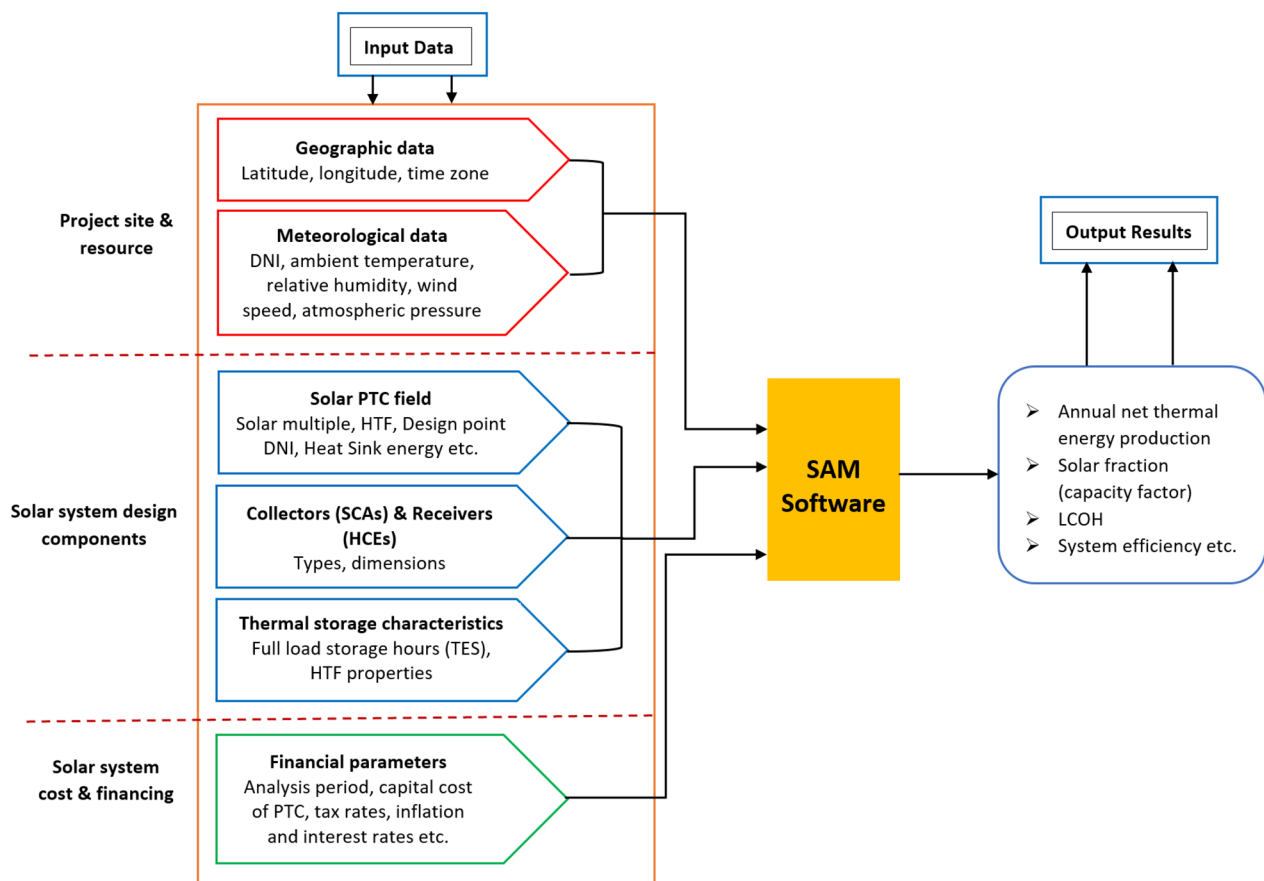 Input Data
Project site &
resource
Geographic data
Latitude, longitude, time zone
Meteorological data
DNI, ambient temperature,
relative humidity, wind
speed, atmospheric pressure
Solar system design
components
Solar PTC field
Solar multiple, HTF, Design point
DNI, Heat Sink energy etc.
Collectors (SCAs) & Receivers
(HCEs)
Types, dimensions
Thermal storage characteristics
Full load storage hours (TES),
HTF properties
Solar system
cost & financing
Financial parameters
Analysis period, capital cost
of PTC, tax rates, inflation
and interest rates etc.
SAM
Software
Output Results
➢ Annual net thermal
energy production
➢ Solar fraction
(capacity factor)
➢ LCOH
➢ System efficiency etc.